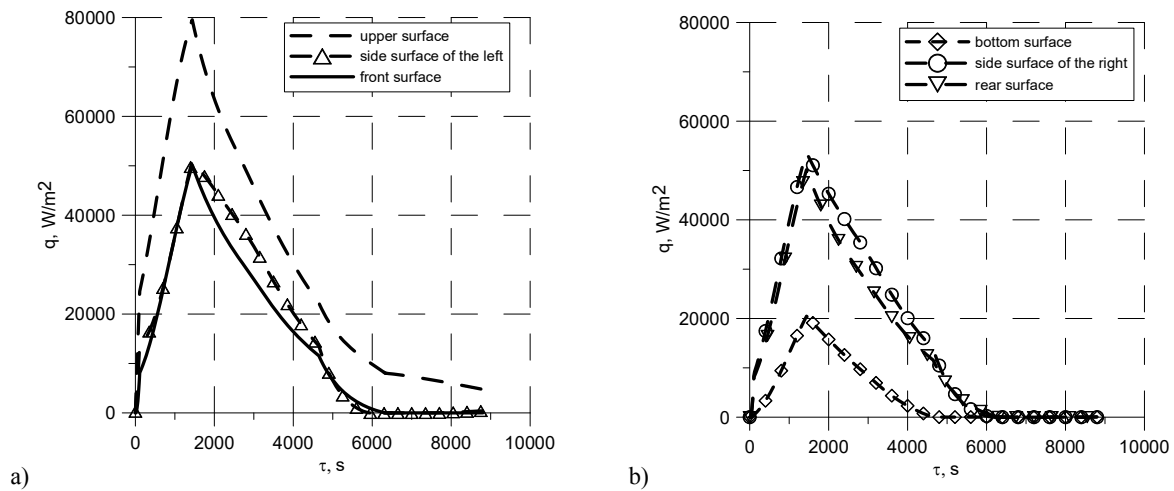 80000
60000
40000
20000
0
q, W/m2
upper surface
side surface of the left
front surface
0 2000 4000 6000 8000 10000
τ, s
a)
80000
60000
40000
20000
0
q, W/m2
bottom surface
side surface of the right
rear surface
0 2000 4000 6000 8000 10000
τ, s
b)